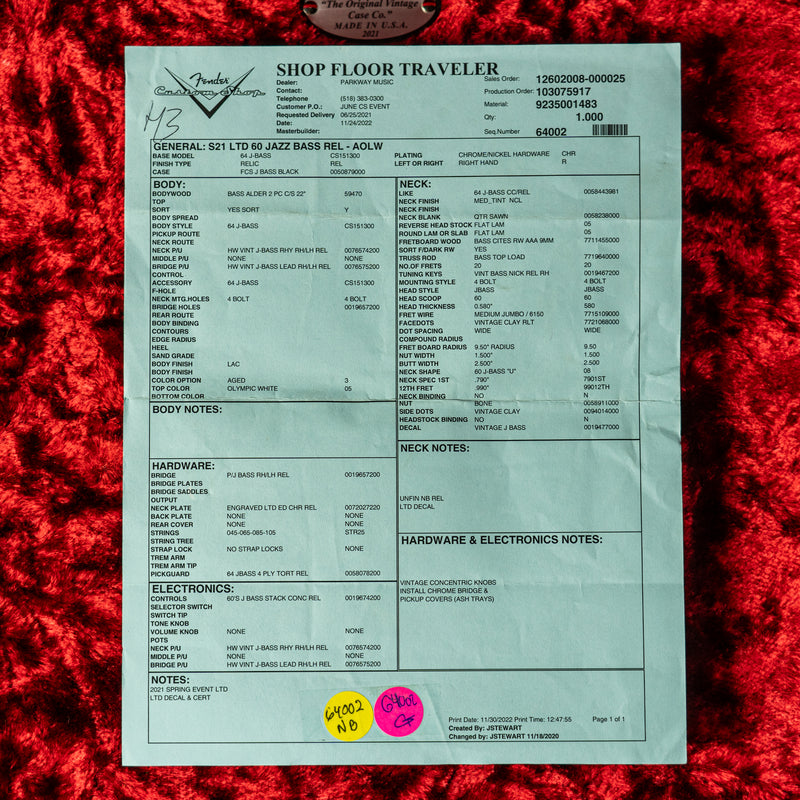 "The Original Vintage
Case Co."
MADE IN U.S.A.
2021
Fender
Custom Shop
SHOP FLOOR TRAVELER
Dealer: PARKWAY MUSIC
Contact:
Telephone (518) 383-0300
Customer P.O.: JUNE CS EVENT
Requested Delivery 06/25/2021
Date: 11/24/2022
Masterbuilder:
Sales Order: 12602008-000025
Production Order: 103075917
Material: 9235001483
Qty: 1.000
Seq.Number 64002
GENERAL: S21 LTD 60 JAZZ BASS REL - AOLW
BASE MODEL 64 J-BASS CS151300 PLATING CHROME/NICKEL HARDWARE CHR
FINISH TYPE RELIC REL LEFT OR RIGHT RIGHT HAND R
CASE FCS J BASS BLACK 0050879000
BODY:
BODYWOOD BASS ALDER 2 PC C/S 22" 59470
TOP
SORT YES SORT Y
BODY SPREAD
BODY STYLE 64 J-BASS CS151300
PICKUP ROUTE
NECK ROUTE
NECK P/U HW VINT J-BASS RHY RH/LH REL 0076574200
MIDDLE P/U NONE NONE
BRIDGE P/U HW VINT J-BASS LEAD RH/LH REL 0076575200
CONTROL
ACCESSORY 64 J-BASS CS151300
F-HOLE
NECK MTG.HOLES 4 BOLT 4 BOLT
BRIDGE HOLES 0019657200
REAR ROUTE
BODY BINDING
CONTOURS
EDGE RADIUS
HEEL
SAND GRADE
BODY FINISH LAC
BODY FINISH
COLOR OPTION AGED 3
TOP COLOR OLYMPIC WHITE 05
BOTTOM COLOR
BODY NOTES:
HARDWARE:
BRIDGE P/J BASS RH/LH REL 0019657200
BRIDGE PLATES
BRIDGE SADDLES
OUTPUT
NECK PLATE ENGRAVED LTD ED CHR REL 0072027220
BACK PLATE NONE NONE
REAR COVER NONE NONE
STRINGS 045-065-085-105 STR25
STRING TREE
STRAP LOCK NO STRAP LOCKS NONE
TREM ARM
TREM ARM TIP
PICKGUARD 64 JBASS 4 PLY TORT REL 0058078200
ELECTRONICS:
CONTROLS 60'S J BASS STACK CONC REL 0019674200
SELECTOR SWITCH
SWITCH TIP
TONE KNOB
VOLUME KNOB NONE NONE
POTS
NECK P/U HW VINT J-BASS RHY RH/LH REL 0076574200
MIDDLE P/U NONE NONE
BRIDGE P/U HW VINT J-BASS LEAD RH/LH REL 0076575200
NECK:
LIKE 64 J-BASS CC/REL 0058443981
NECK FINISH MED_TINT NCL
NECK FINISH
NECK BLANK QTR SAWN 0058238000
REVERSE HEAD STOCK FLAT LAM 05
ROUND LAM OR SLAB FLAT LAM 05
FRETBOARD WOOD BASS CITES RW AAA 9MM 7711455000
SORT F/DARK RW YES
TRUSS ROD BASS TOP LOAD 7719640000
NO.OF FRETS 20 20
TUNING KEYS VINT BASS NICK REL RH 0019467200
MOUNTING STYLE 4 BOLT 4 BOLT
HEAD STYLE JBASS JBASS
HEAD SCOOP 60 60
HEAD THICKNESS 0.580" 580
FRET WIRE MEDIUM JUMBO / 6150 7715109000
FACEDOTS VINTAGE CLAY RLT 7721068000
DOT SPACING WIDE WIDE
COMPOUND RADIUS
FRET BOARD RADIUS 9.50" RADIUS 9.50
NUT WIDTH 1.500" 1.500
BUTT WIDTH 2.500" 2.500
NECK SHAPE 60 J-BASS "U" 08
NECK SPEC 1ST .790" 7901ST
12TH FRET .990" 99012TH
NECK BINDING NO N
NUT BONE 0058911000
SIDE DOTS VINTAGE CLAY 0094014000
HEADSTOCK BINDING NO N
DECAL VINTAGE J BASS 0019477000
NECK NOTES:
UNFIN NB REL
LTD DECAL
HARDWARE & ELECTRONICS NOTES:
VINTAGE CONCENTRIC KNOBS
INSTALL CHROME BRIDGE &
PICKUP COVERS (ASH TRAYS)
NOTES:
2021 SPRING EVENT LTD
LTD DECAL & CERT
64002
NB
64002
Print Date: 11/30/2022 Print Time: 12:47:55 Page 1 of 1
Created By: JSTEWART
Changed by: JSTEWART 11/18/2020